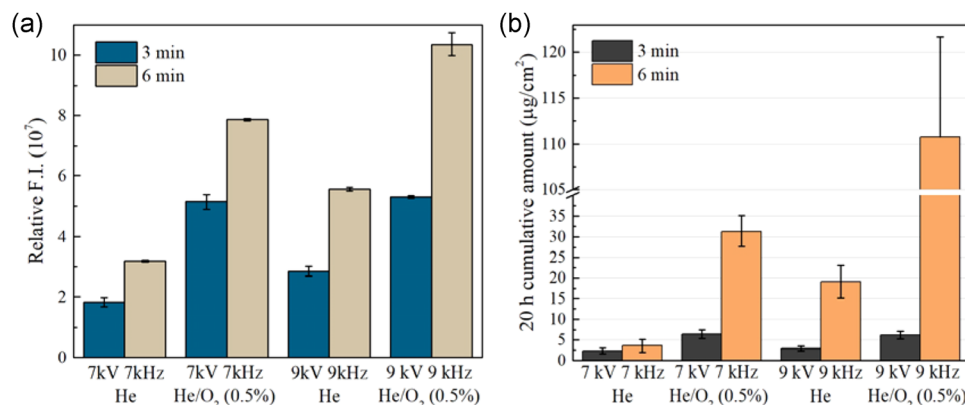 (a)
3 min
6 min
Relative F.I. (10⁷)
10
8
6
4
2
0
7kV 7kHz 7kV 7kHz 9kV 9kHz 9 kV 9 kHz
He He/O₂ (0.5%) He He/O₂ (0.5%)
(b)
3 min
6 min
20 h cumulative amount (μg/cm²)
120
115
110
105
35
30
25
20
15
10
5
0
7 kV 7 kHz 7 kV 7 kHz 9 kV 9 kHz 9 kV 9 kHz
He He/O₂ (0.5%) He He/O₂ (0.5%)